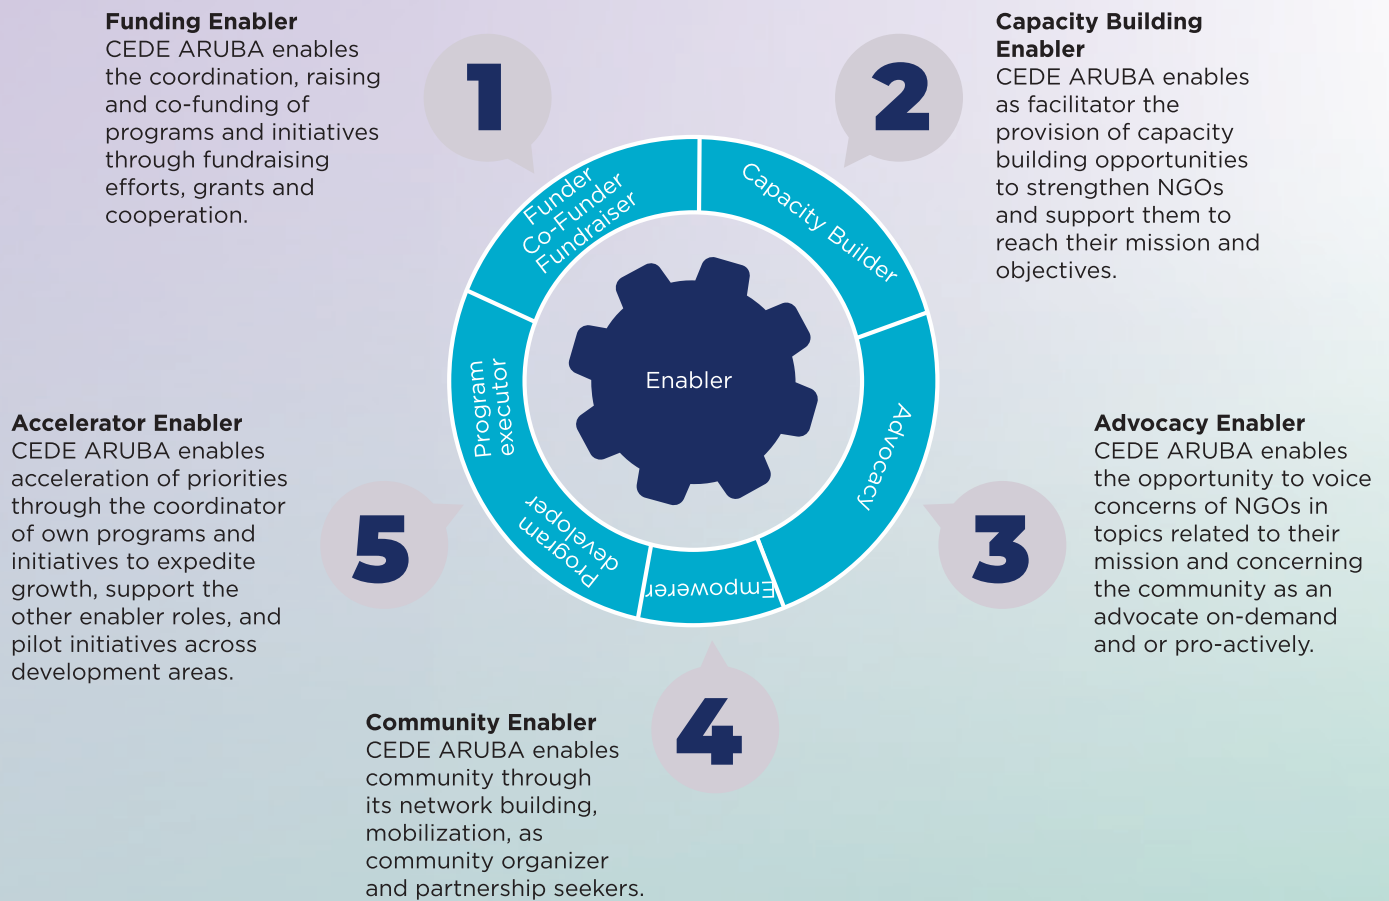 Funding Enabler
CEDE ARUBA enables
the coordination, raising
and co-funding of
programs and initiatives
through fundraising
efforts, grants and
cooperation.
1
2
Capacity Building
Enabler
CEDE ARUBA enables
as facilitator the
provision of capacity
building opportunities
to strengthen NGOs
and support them to
reach their mission and
objectives.
Funder
Co-Funder
Fundraiser
Capacity Builder
Enabler
Program
executor
Advocacy
Program
developer
Empowerer
Accelerator Enabler
CEDE ARUBA enables
acceleration of priorities
through the coordinator
of own programs and
initiatives to expedite
growth, support the
other enabler roles, and
pilot initiatives across
development areas.
5
3
Advocacy Enabler
CEDE ARUBA enables
the opportunity to voice
concerns of NGOs in
topics related to their
mission and concerning
the community as an
advocate on-demand
and or pro-actively.
4
Community Enabler
CEDE ARUBA enables
community through
its network building,
mobilization, as
community organizer
and partnership seekers.